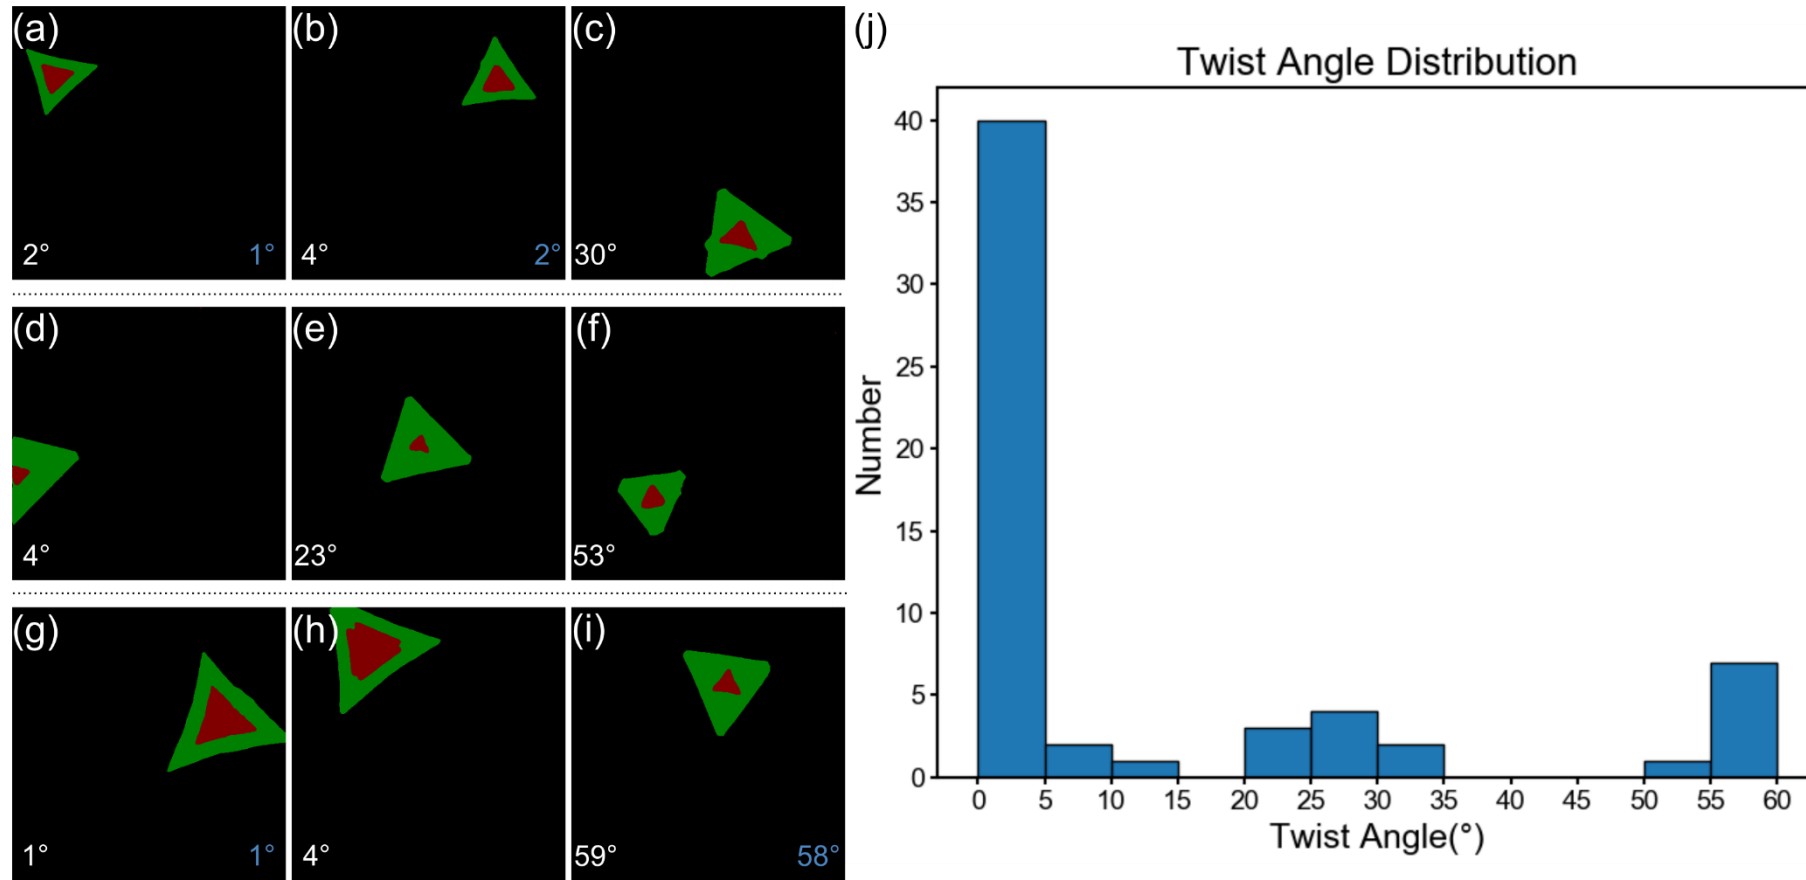 (a)
2°
1°
(b)
4°
2°
(c)
30°
(d)
4°
(e)
23°
(f)
53°
(g)
1°
1°
(h)
4°
(i)
59°
58°
(j)
Twist Angle Distribution
Number
40
35
30
25
20
15
10
5
0
0 5 10 15 20 25 30 35 40 45 50 55 60
Twist Angle(°)